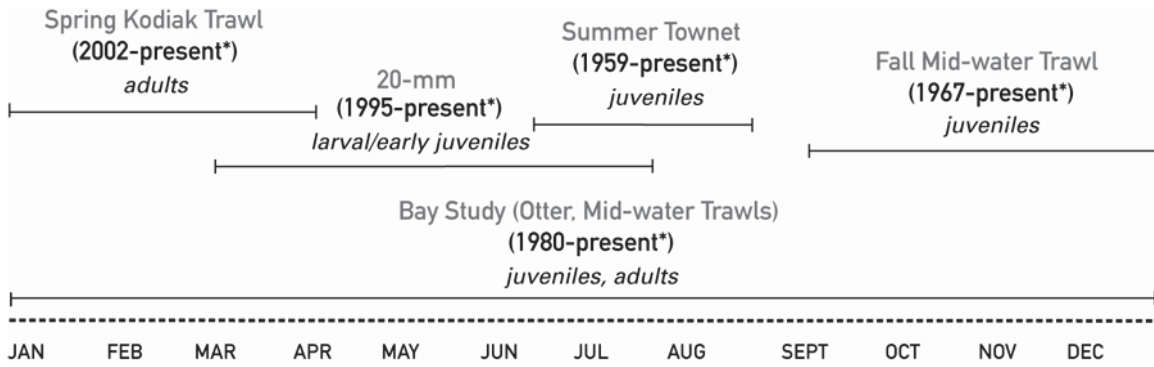 Spring Kodiak Trawl
(2002-present*)
adults
20-mm
(1995-present*)
larval/early juveniles
Summer Townet
(1959-present*)
juveniles
Fall Mid-water Trawl
(1967-present*)
juveniles
Bay Study (Otter, Mid-water Trawls)
(1980-present*)
juveniles, adults
JAN FEB MAR APR MAY JUN JUL AUG SEPT OCT NOV DEC